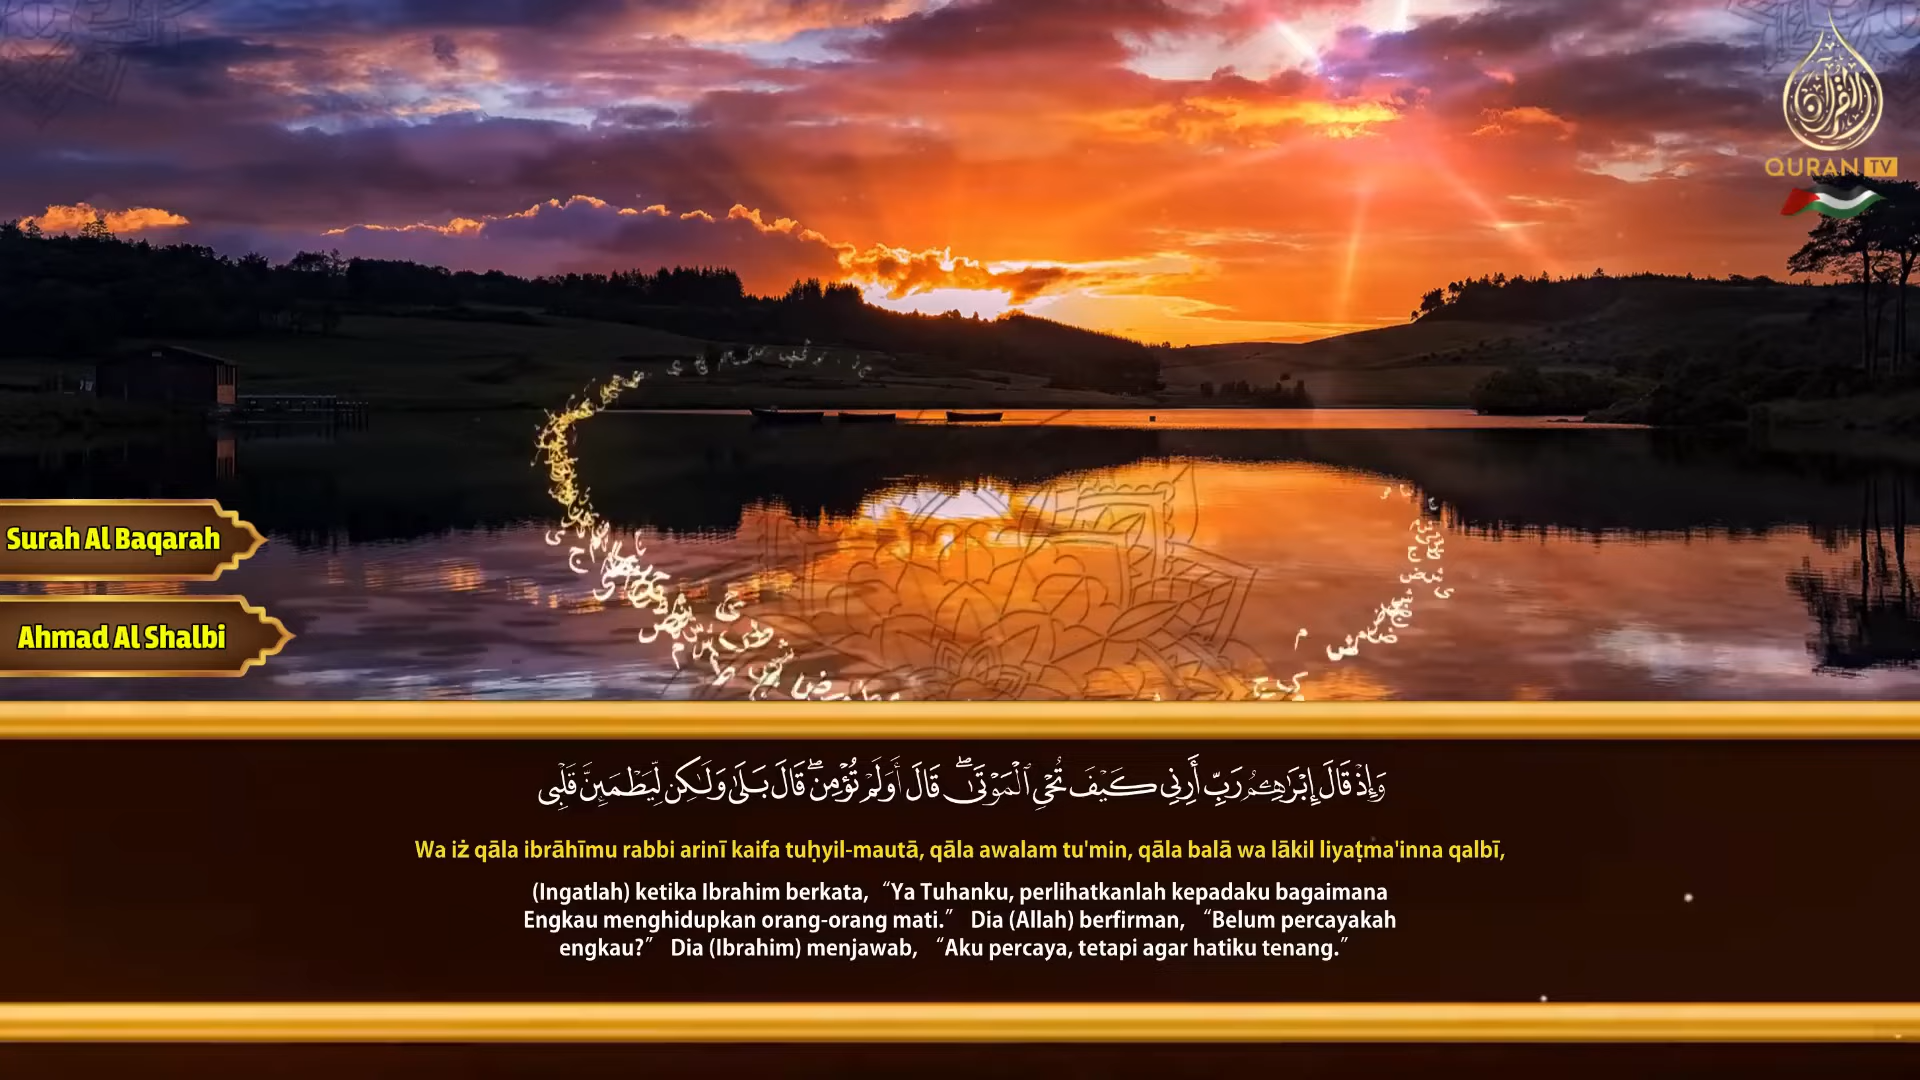 القرآن
QURAN TV
Surah Al Baqarah
Ahmad Al Shalbi
وَإِذْ قَالَ إِبْرَٰهِـۧمُ رَبِّ أَرِنِى كَيْفَ تُحْىِ ٱلْمَوْتَىٰ ۖ قَالَ أَوَلَمْ تُؤْمِن ۖ قَالَ بَلَىٰ وَلَـٰكِن لِّيَطْمَئِنَّ قَلْبِى
Wa iż qāla ibrāhīmu rabbi arinī kaifa tuḥyil-mautā, qāla awalam tu'min, qāla balā wa lākil liyaṭma'inna qalbī,
(Ingatlah) ketika Ibrahim berkata, “Ya Tuhanku, perlihatkanlah kepadaku bagaimana
Engkau menghidupkan orang-orang mati.” Dia (Allah) berfirman, “Belum percayakah
engkau?” Dia (Ibrahim) menjawab, “Aku percaya, tetapi agar hatiku tenang.”